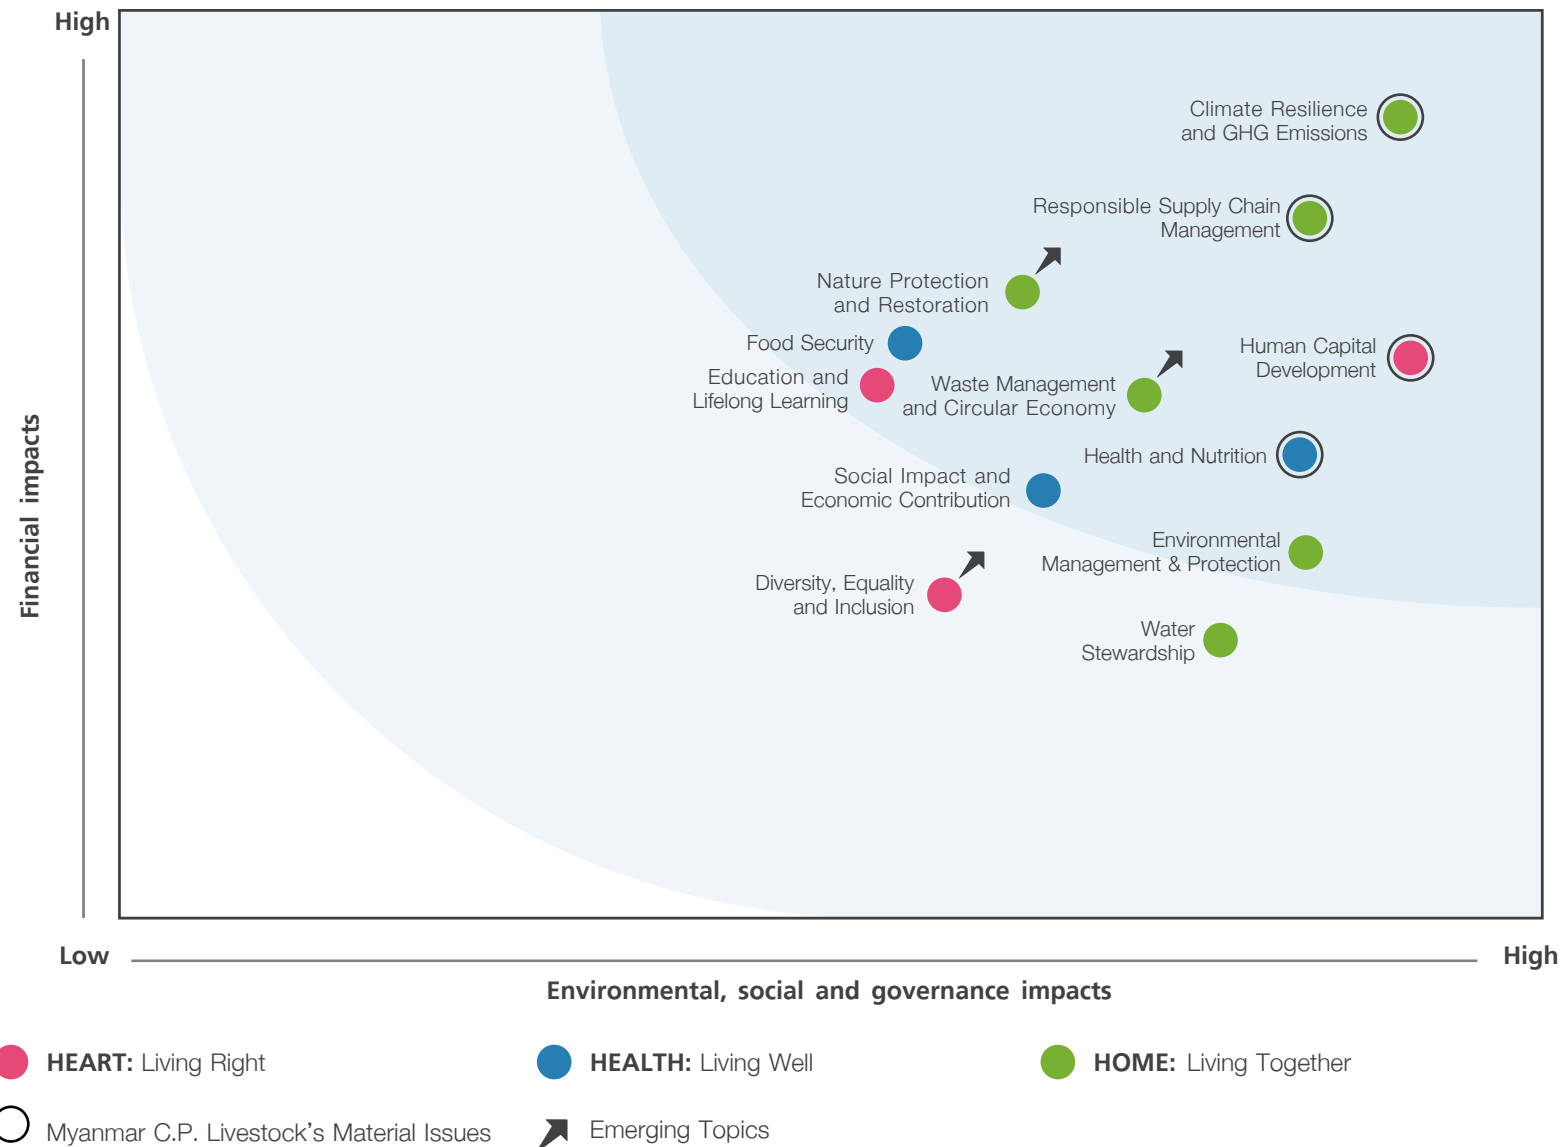 High
Climate Resilience
and GHG Emissions
Responsible Supply Chain
Management
Nature Protection
and Restoration
Food Security
Human Capital
Development
Education and
Lifelong Learning
Waste Management
and Circular Economy
Health and Nutrition
Social Impact and
Economic Contribution
Environmental
Management & Protection
Diversity, Equality
and Inclusion
Water
Stewardship
Financial impacts
Low
High
Environmental, social and governance impacts
HEART: Living Right
HEALTH: Living Well
HOME: Living Together
Myanmar C.P. Livestock's Material Issues
Emerging Topics